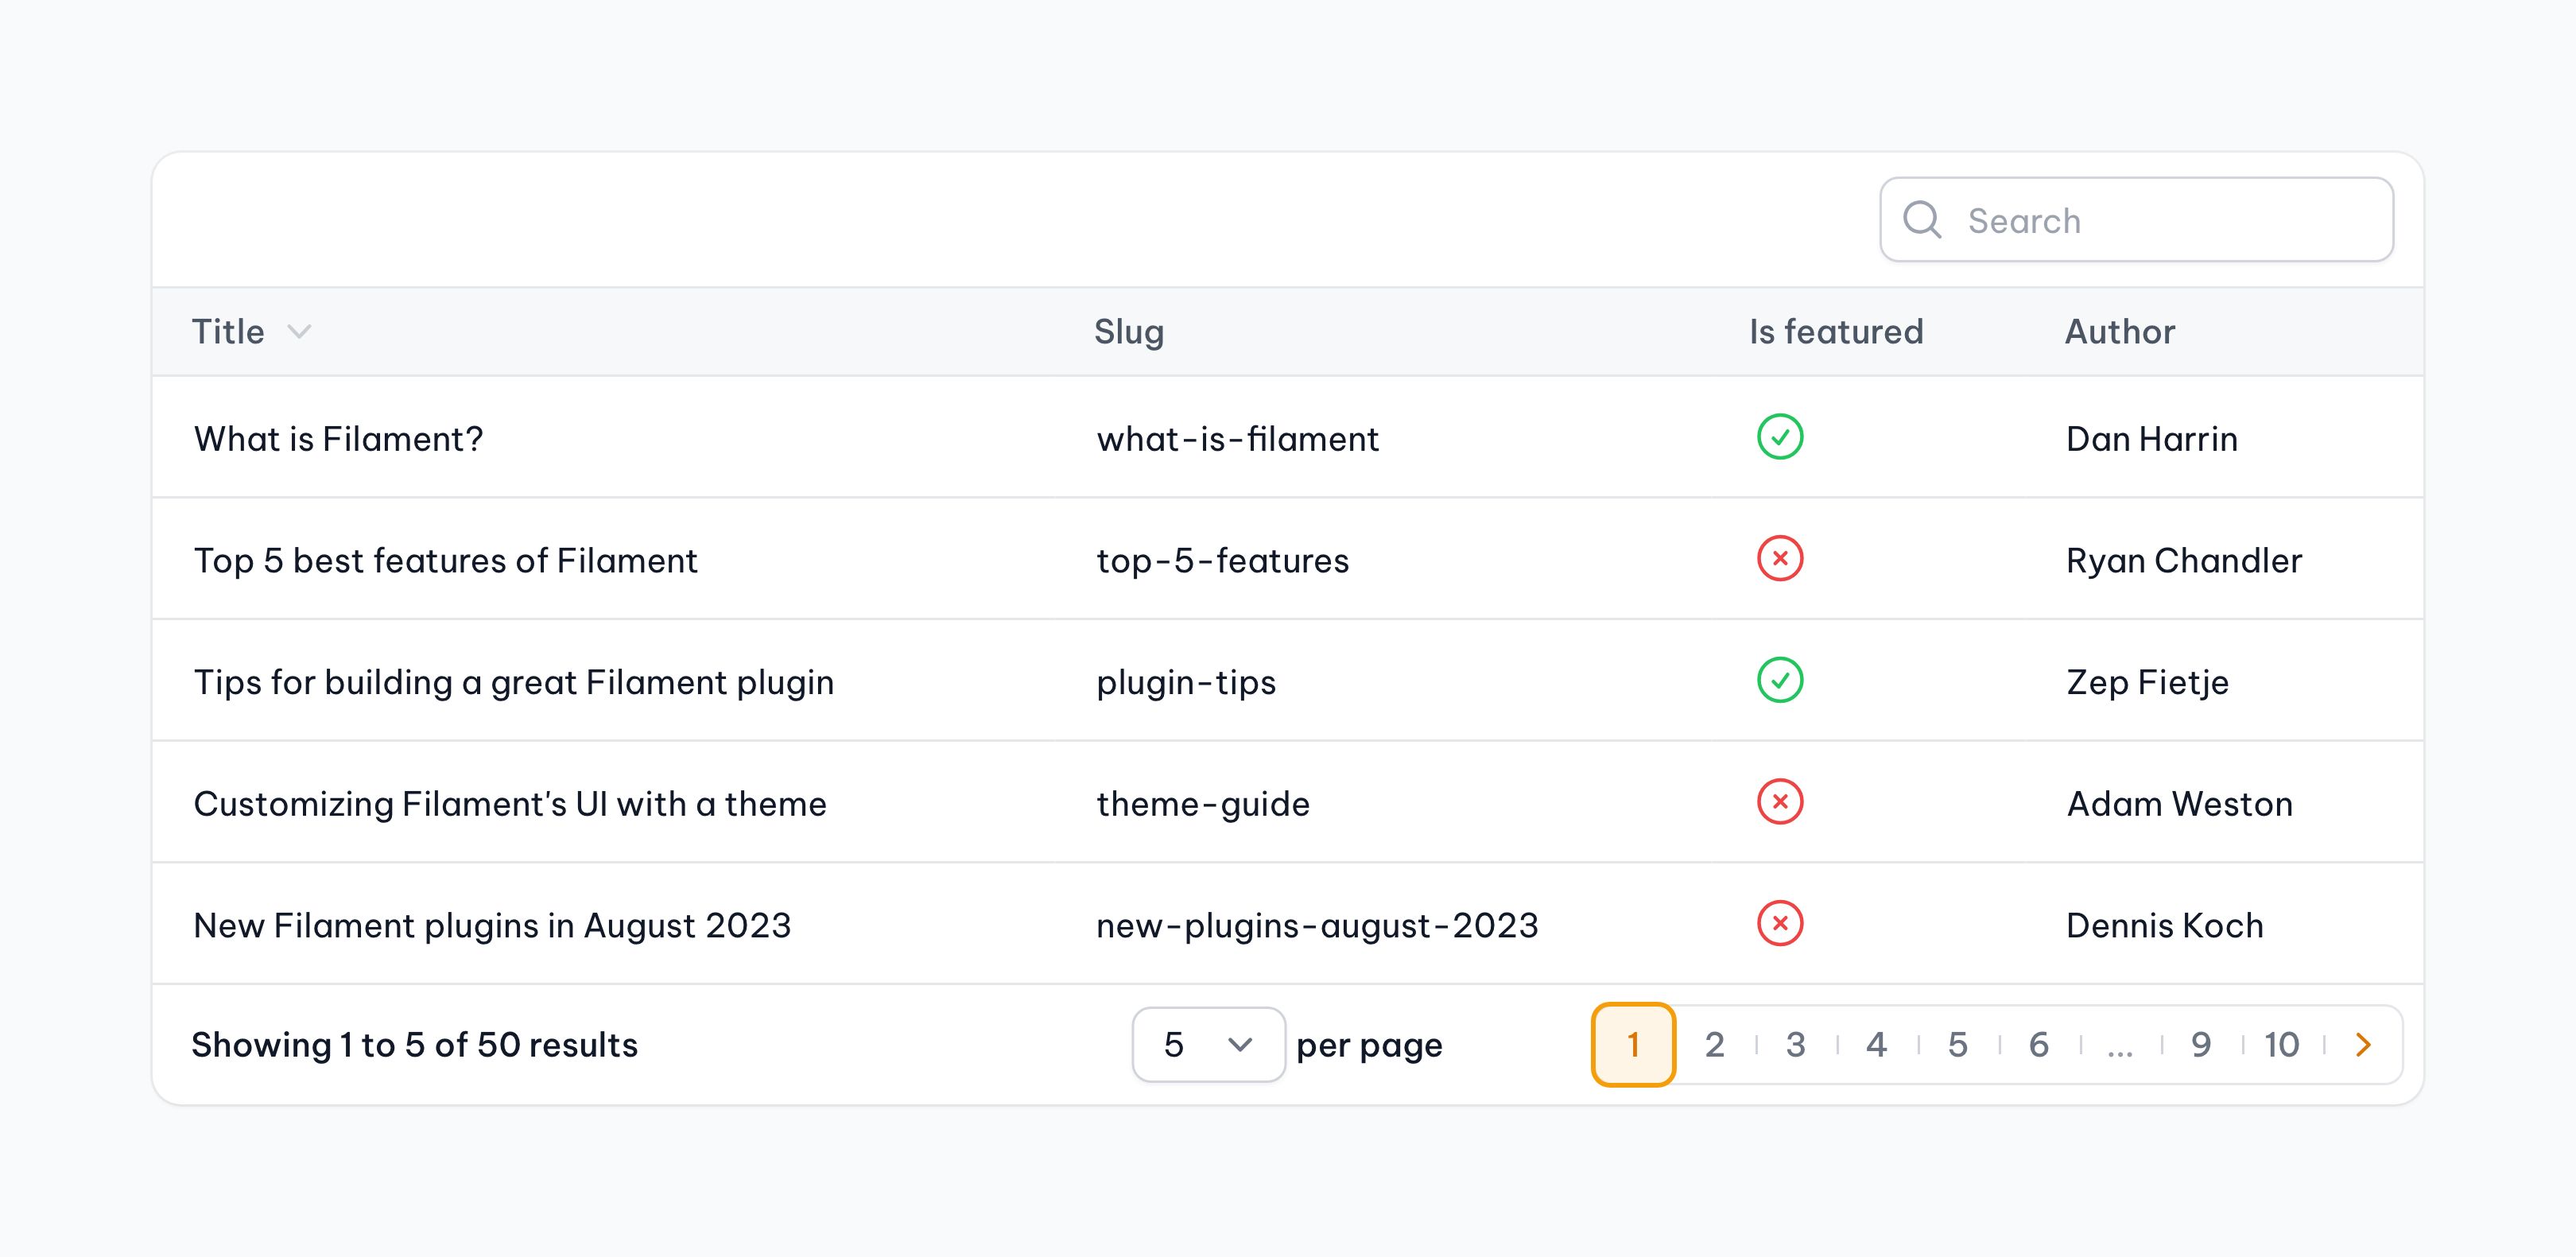 Search
Title Slug Is featured Author
What is Filament? what-is-filament Dan Harrin
Top 5 best features of Filament top-5-features Ryan Chandler
Tips for building a great Filament plugin plugin-tips Zep Fietje
Customizing Filament's UI with a theme theme-guide Adam Weston
New Filament plugins in August 2023 new-plugins-august-2023 Dennis Koch
Showing 1 to 5 of 50 results 5 per page 1 2 3 4 5 6 ... 9 10